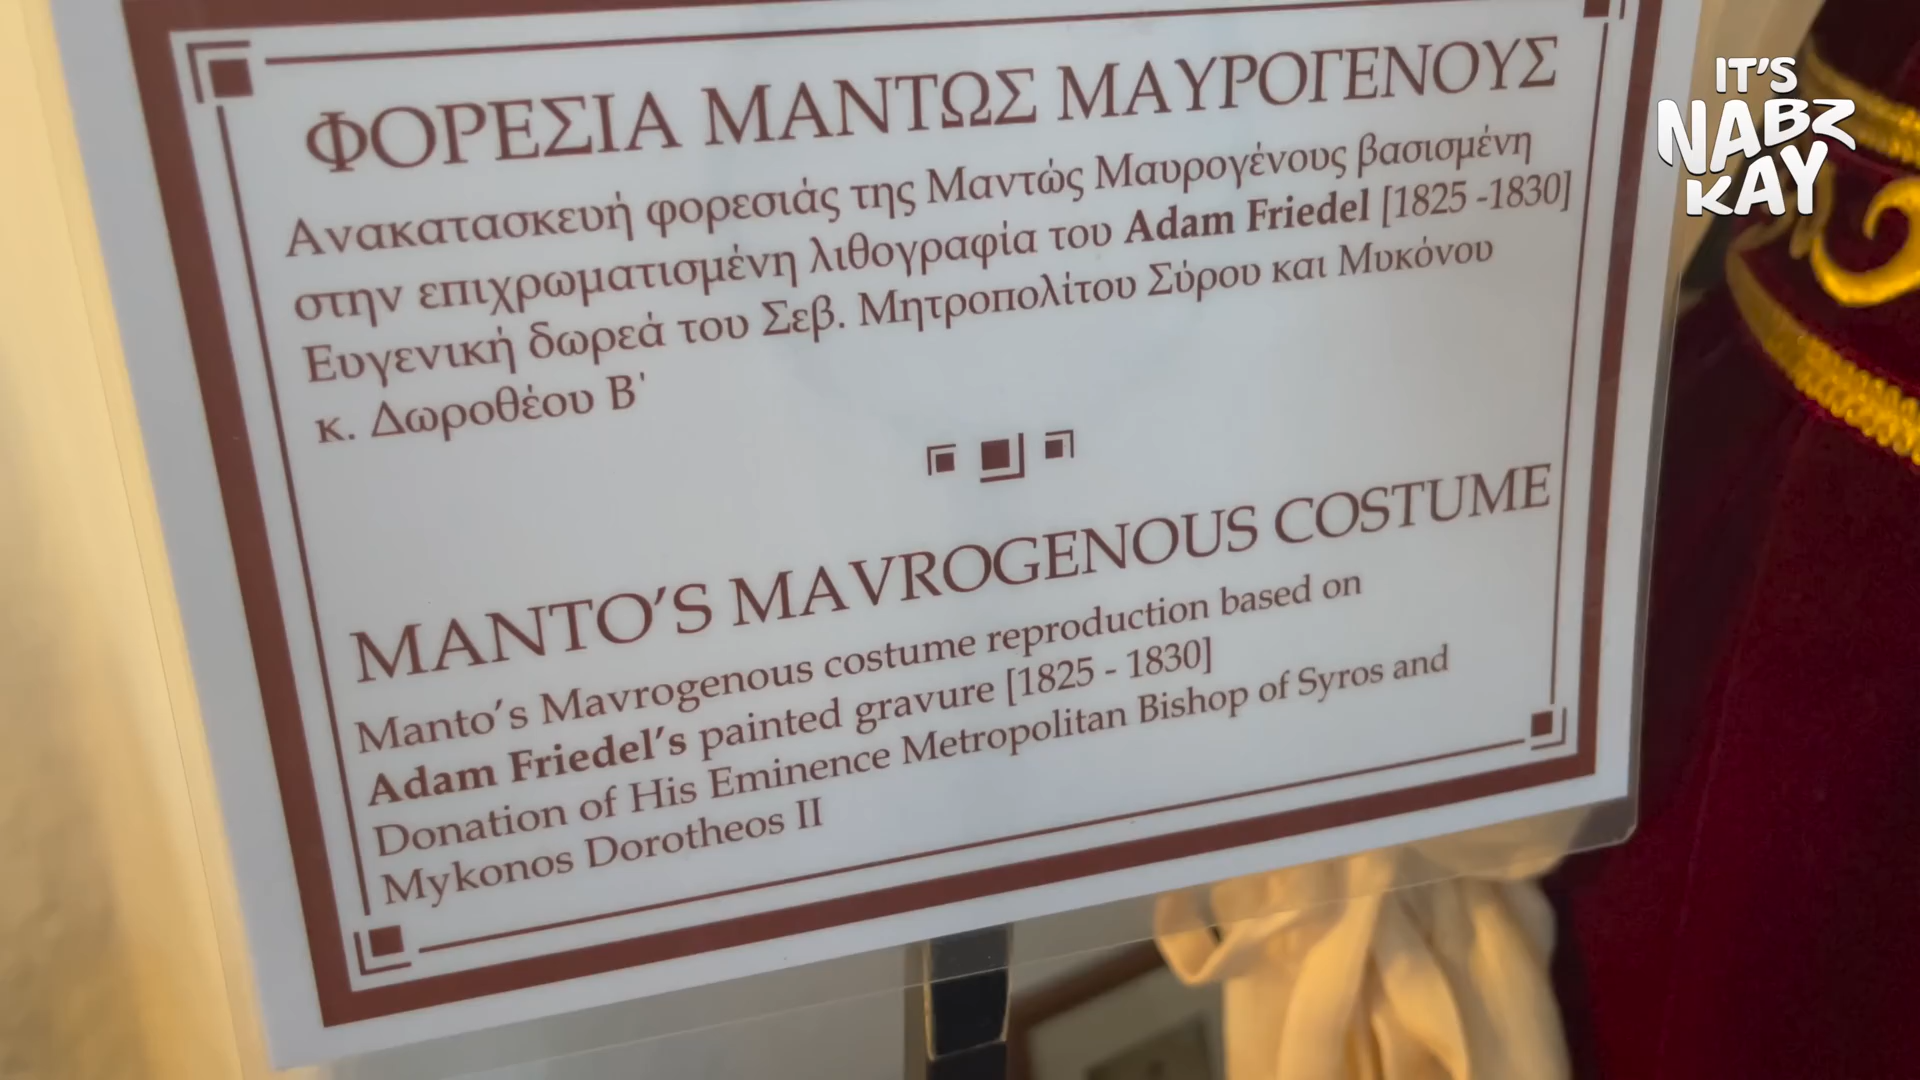 ΦΟΡΕΣΙΑ ΜΑΝΤΩΣ ΜΑΥΡΟΓΕΝΟΥΣ
Ανακατασκευή φορεσιάς της Μαντώς Μαυρογένους βασισμένη
στην επιχρωματισμένη λιθογραφία του Adam Friedel [1825 -1830]
Ευγενική δωρεά του Σεβ. Μητροπολίτου Σύρου και Μυκόνου
κ. Δωροθέου Β'
MANTO'S MAVROGENOUS COSTUME
Manto's Mavrogenous costume reproduction based on
Adam Friedel's painted gravure [1825 - 1830]
Donation of His Eminence Metropolitan Bishop of Syros and
Mykonos Dorotheos II
IT'S
NABZ
KAY